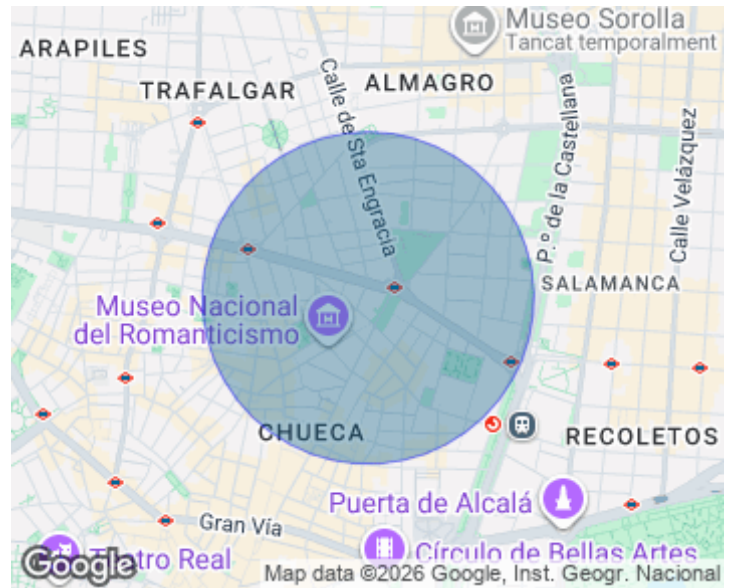 Museo Sorolla
Tancat temporalment
ARAPILES
TRAFALGAR
ALMAGRO
Calle de Sta Engracia
P.º de la Castellana
Calle Velázquez
SALAMANCA
Museo Nacional
del Romanticismo
CHUECA
RECOLETOS
Puerta de Alcalá
Gran Vía
Teatro Real
Círculo de Bellas Artes
Google
Map data ©2026 Google, Inst. Geogr. Nacional